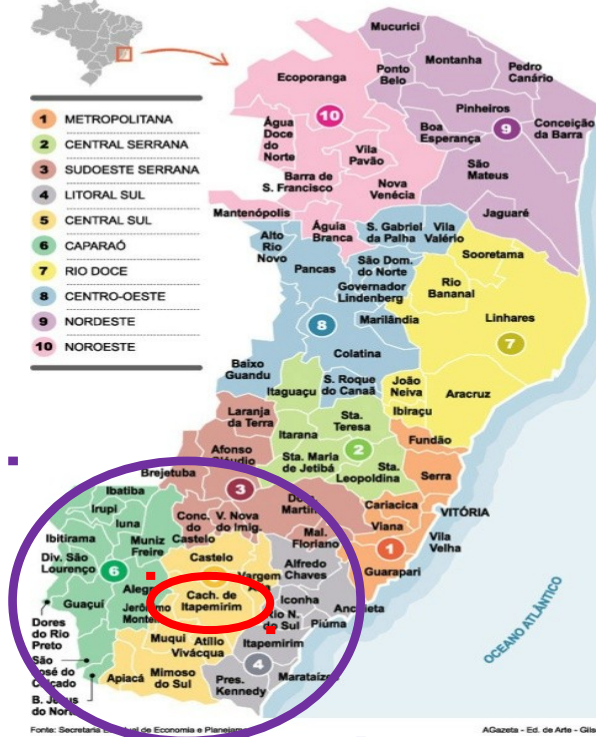 1 METROPOLITANA
2 CENTRAL SERRANA
3 SUDOESTE SERRANA
4 LITORAL SUL
5 CENTRAL SUL
6 CAPARAÓ
7 RIO DOCE
8 CENTRO-OESTE
9 NORDESTE
10 NOROESTE
Mucurici
Montanha
Ponto
Belo
Pedro
Canário
Ecoporanga
10
Pinheiros
Boa
Esperança
9
Conceição
da Barra
Água
Doce
do
Norte
Vila
Pavão
São
Mateus
Barra de
S. Francisco
Nova
Venécia
Mantenópolis
Jaguaré
Águia
Branca
Alto
Rio
Novo
S. Gabriel
da Palha
Vila
Valério
Pancas
São Dom.
do Norte
Sooretama
Governador
Lindenberg
Rio
Bananal
8
Marilândia
Linhares
7
Colatina
Baixo
Guandu
Itaguaçu
S. Roque
do Canaã
João
Neiva
Aracruz
Ibiraçu
Laranja
da Terra
Sta.
Teresa
Itarana
2
Fundão
Afonso
Sta. Maria
de Jetibá
Sta.
Leopoldina
Serra
Brejetuba
3
Cariacica
VITÓRIA
Viana
Vila
Velha
1
Guarapari
Ibatiba
Irupi
Iuna
Conc.
do
Castelo
V. Nova
do Imig.
Mal.
Floriano
Ibitirama
Muniz
Freire
Div. São
Lourenço
6
Castelo
Alfredo
Chaves
Vargem
Guaçuí
Cach. de
Itapemirim
Iconha
Piúma
do Sul
Dores
do Rio
Preto
Muqui
Atílio
Vivácqua
Itapemirim
4
Marataízes
São
do
Apiacá
Mimoso
do Sul
Pres.
Kennedy
B.
do Norte
OCEANO ATLÂNTICO
Fonte: Secretaria de Economia e
AGazeta - Ed. de Arte -